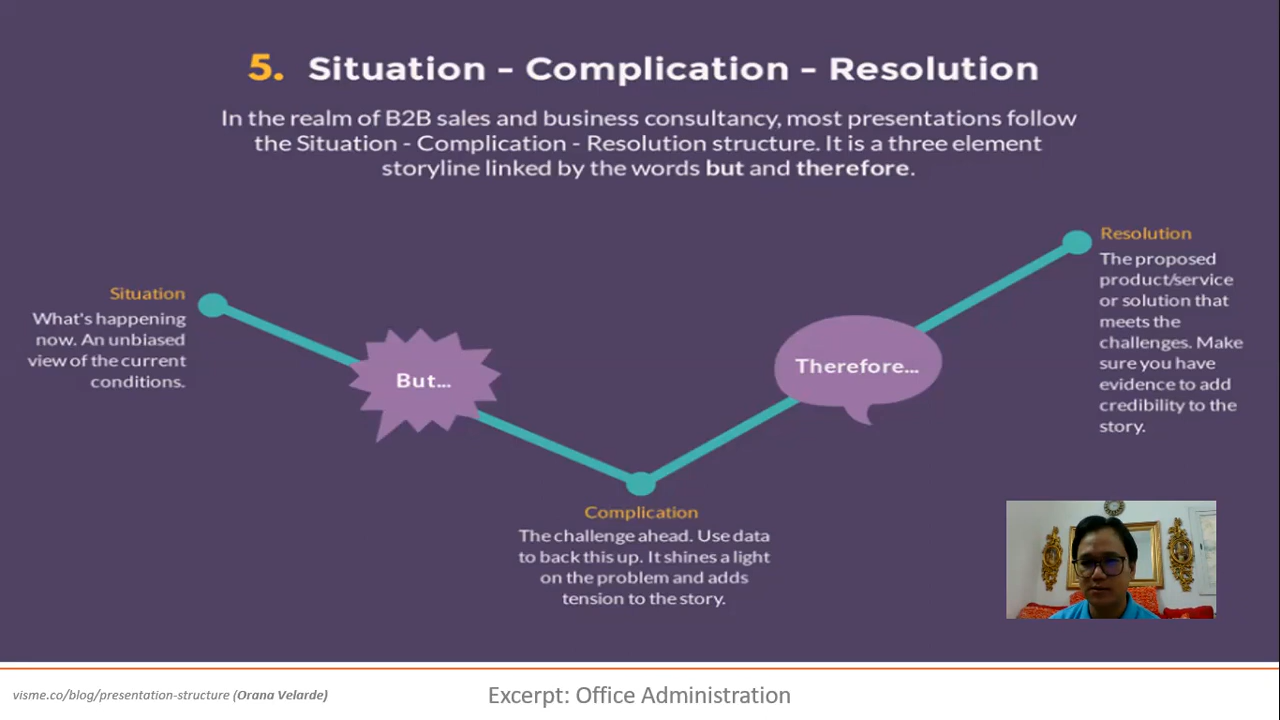 5. Situation - Complication - Resolution
In the realm of B2B sales and business consultancy, most presentations follow
the Situation - Complication - Resolution structure. It is a three element
storyline linked by the words but and therefore.
Situation
What's happening
now. An unbiased
view of the current
conditions.
But...
Complication
The challenge ahead. Use data
to back this up. It shines a light
on the problem and adds
tension to the story.
Therefore...
Resolution
The proposed
product/service
or solution that
meets the
challenges. Make
sure you have
evidence to add
credibility to the
story.
visme.co/blog/presentation-structure (Orana Velarde)
Excerpt: Office Administration